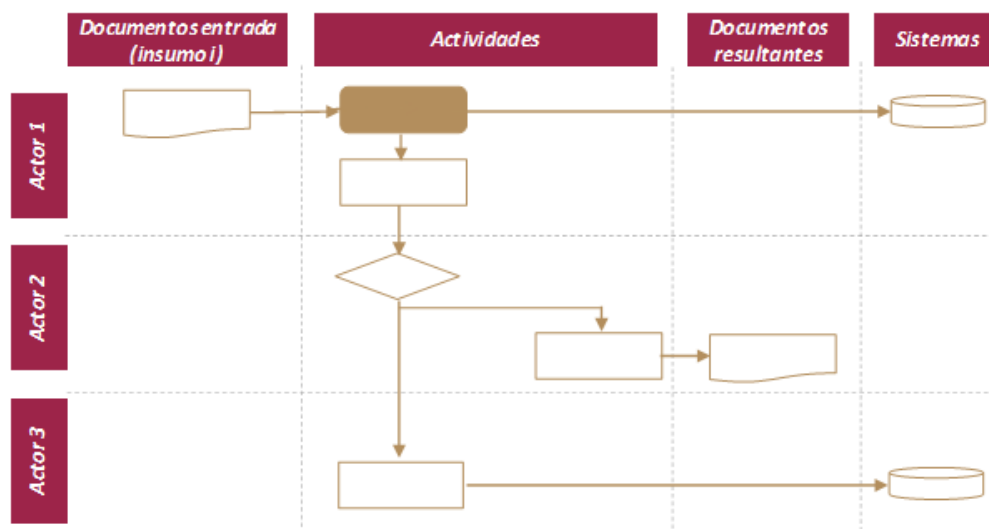 Documentos entrada
(insumo i)
Actividades
Documentos
resultantes
Sistemas
Actor 1
Actor 2
Actor 3